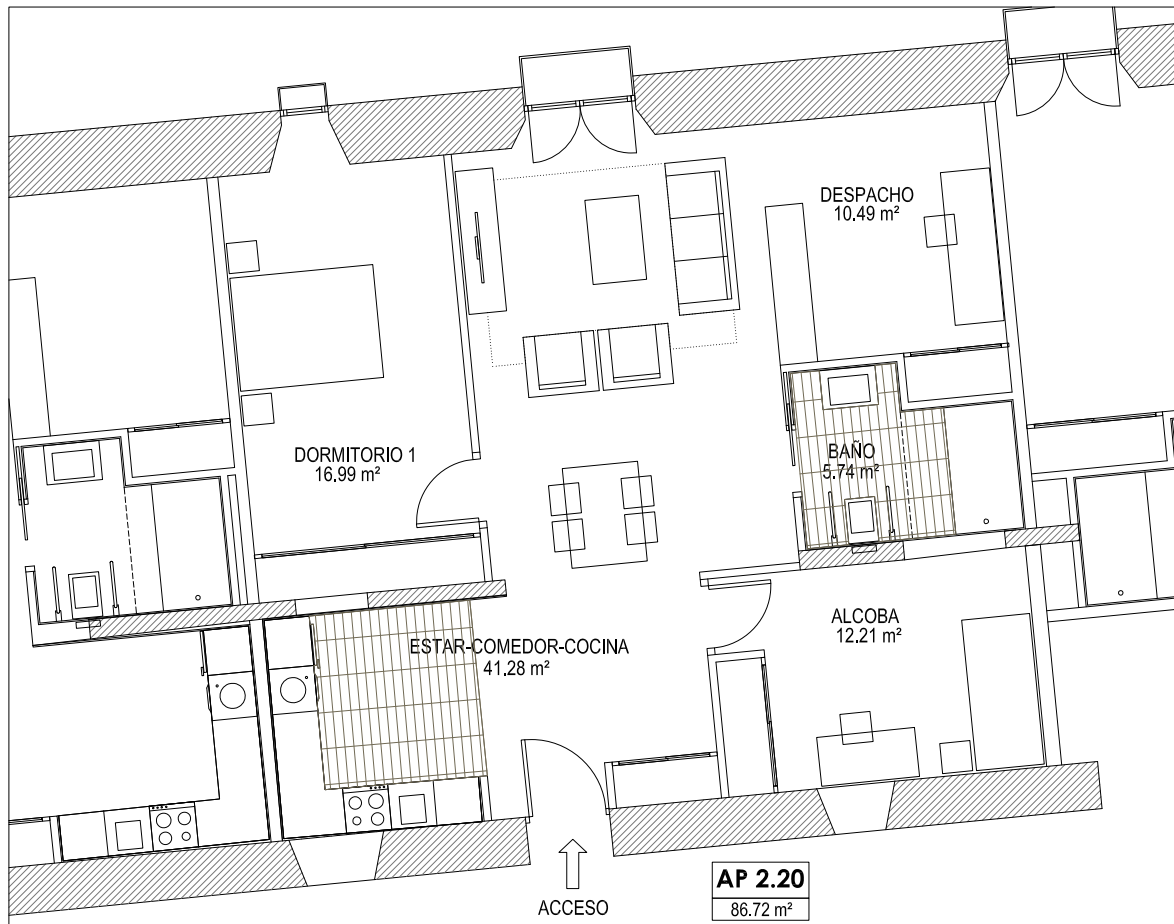 DESPACHO
10.49 m²
DORMITORIO 1
16.99 m²
BAÑO
5.74 m²
ESTAR-COMEDOR-COCINA
41.28 m²
ALCOBA
12.21 m²
ACCESO
AP 2.20
86.72 m²